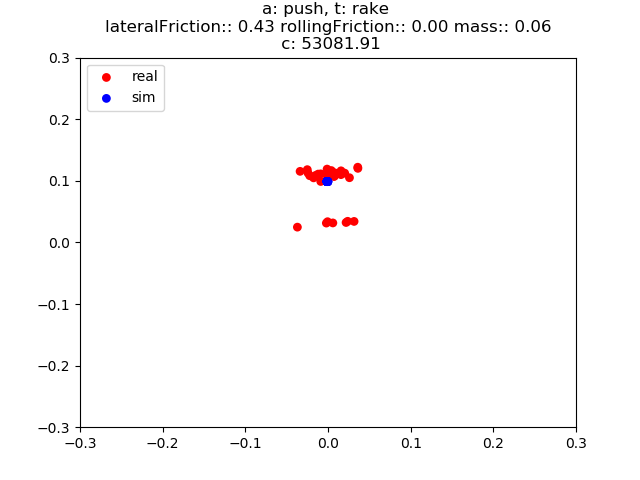 a: push, t: rake
lateralFriction:: 0.43 rollingFriction:: 0.00 mass:: 0.06
c: 53081.91
real
sim
0.3
0.2
0.1
0.0
−0.1
−0.2
−0.3
−0.3 −0.2 −0.1 0.0 0.1 0.2 0.3